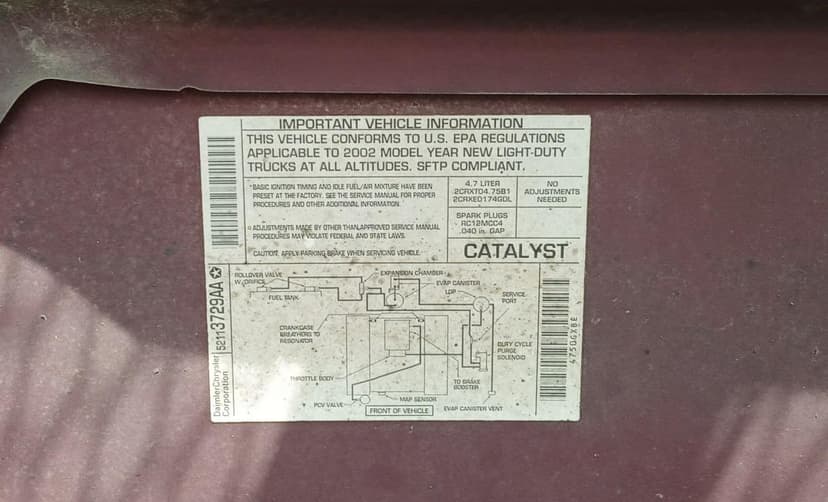 IMPORTANT VEHICLE INFORMATION
THIS VEHICLE CONFORMS TO U.S. EPA REGULATIONS
APPLICABLE TO 2002 MODEL YEAR NEW LIGHT-DUTY
TRUCKS AT ALL ALTITUDES. SFTP COMPLIANT.
*BASIC IGNITION TIMING AND IDLE FUEL/AIR MIXTURE HAVE BEEN
PRESET AT THE FACTORY. SEE THE SERVICE MANUAL FOR PROPER
PROCEDURES AND OTHER ADDITIONAL INFORMATION.
ADJUSTMENTS MADE BY OTHER THAN APPROVED SERVICE MANUAL
PROCEDURES MAY VIOLATE FEDERAL AND STATE LAWS.
CAUTION: APPLY PARKING BRAKE WHEN SERVICING VEHICLE.
4.7 LITER
2CRXT04.75B1
2CRXE0174GDL
NO
ADJUSTMENTS
NEEDED
SPARK PLUGS
RC12MCC4
.040 in. GAP
CATALYST
DaimlerChrysler
Corporation
52113729AA
ROLLOVER VALVE
W/ORIFICE
FUEL TANK
EXPANSION CHAMBER
EVAP CANISTER
LDP
SERVICE
PORT
CRANKCASE
BREATHERS TO
RESONATOR
DUTY CYCLE
PURGE
SOLENOID
THROTTLE BODY
TO BRAKE
BOOSTER
PCV VALVE
MAP SENSOR
FRONT OF VEHICLE
EVAP CANISTER VENT